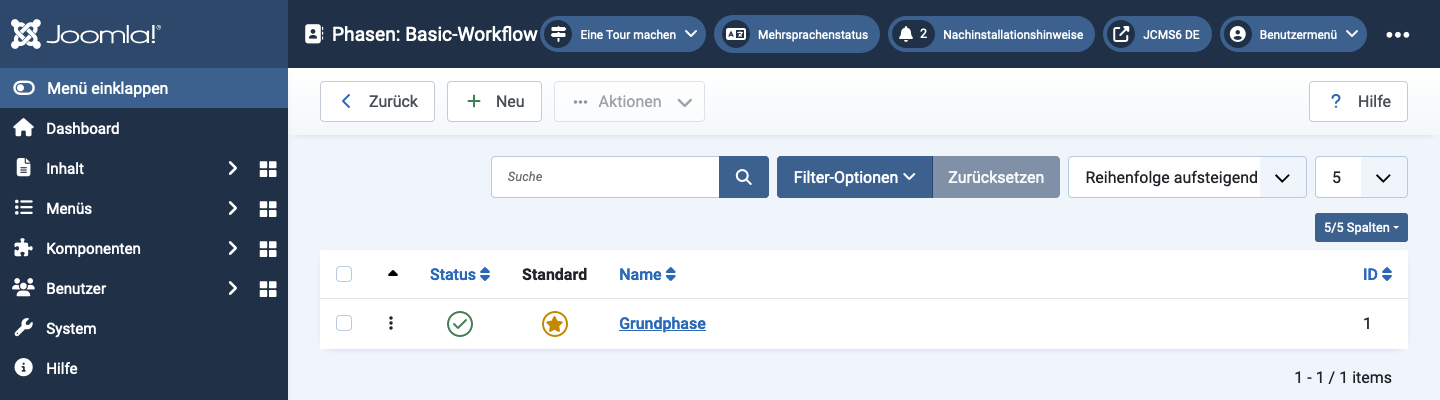 Joomla!®
Phasen: Basic-Workflow
Eine Tour machen
Mehrsprachenstatus
2 Nachinstallationshinweise
JCMS6 DE
Benutzermenü
Menü einklappen
Dashboard
Inhalt
Menüs
Komponenten
Benutzer
System
Hilfe
Zurück
Neu
Aktionen
? Hilfe
Suche
Filter-Optionen
Zurücksetzen
Reihenfolge aufsteigend
5
5/5 Spalten
Status Standard Name ID
Grundphase 1
1 - 1 / 1 items